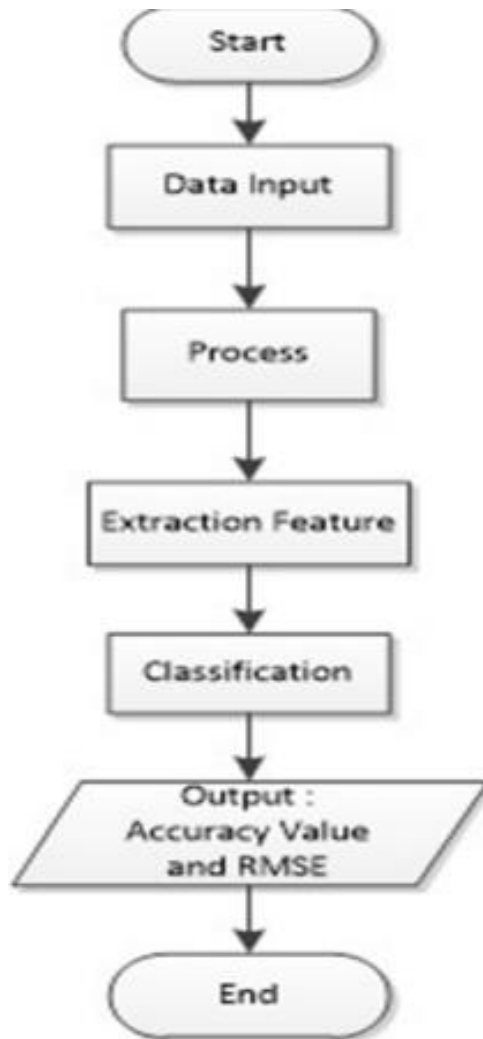 Start
Data Input
Process
Extraction Feature
Classification
Output :
Accuracy Value
and RMSE
End